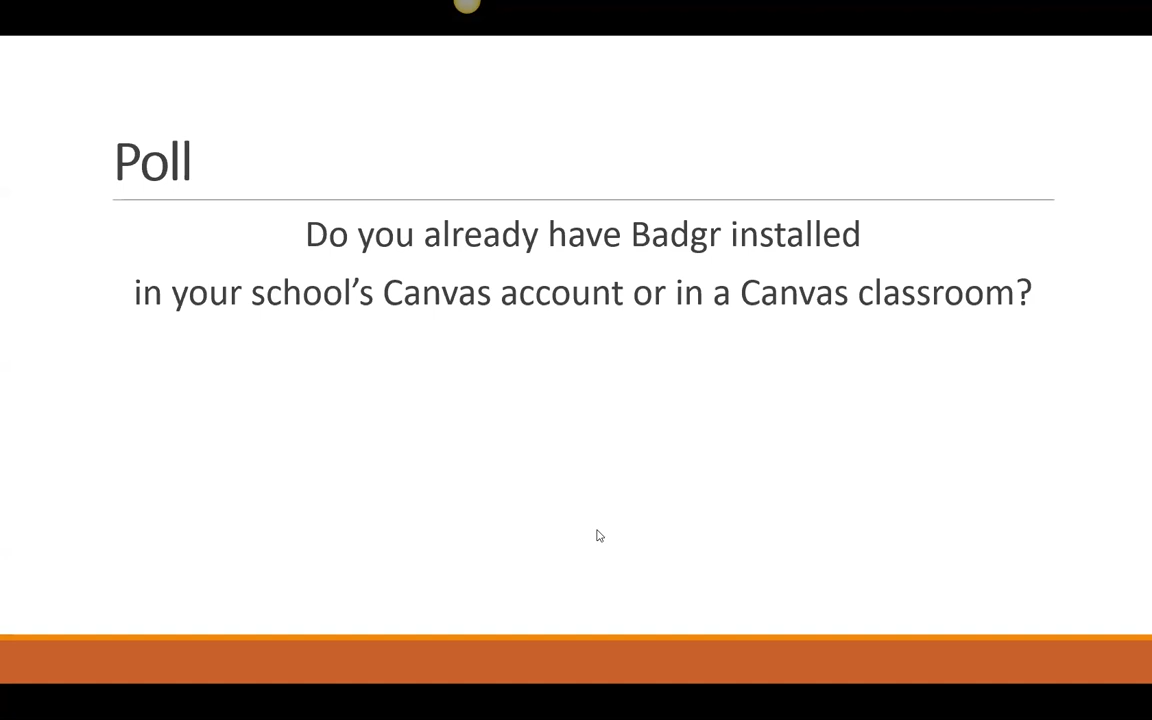 Poll
Do you already have Badgr installed
in your school’s Canvas account or in a Canvas classroom?